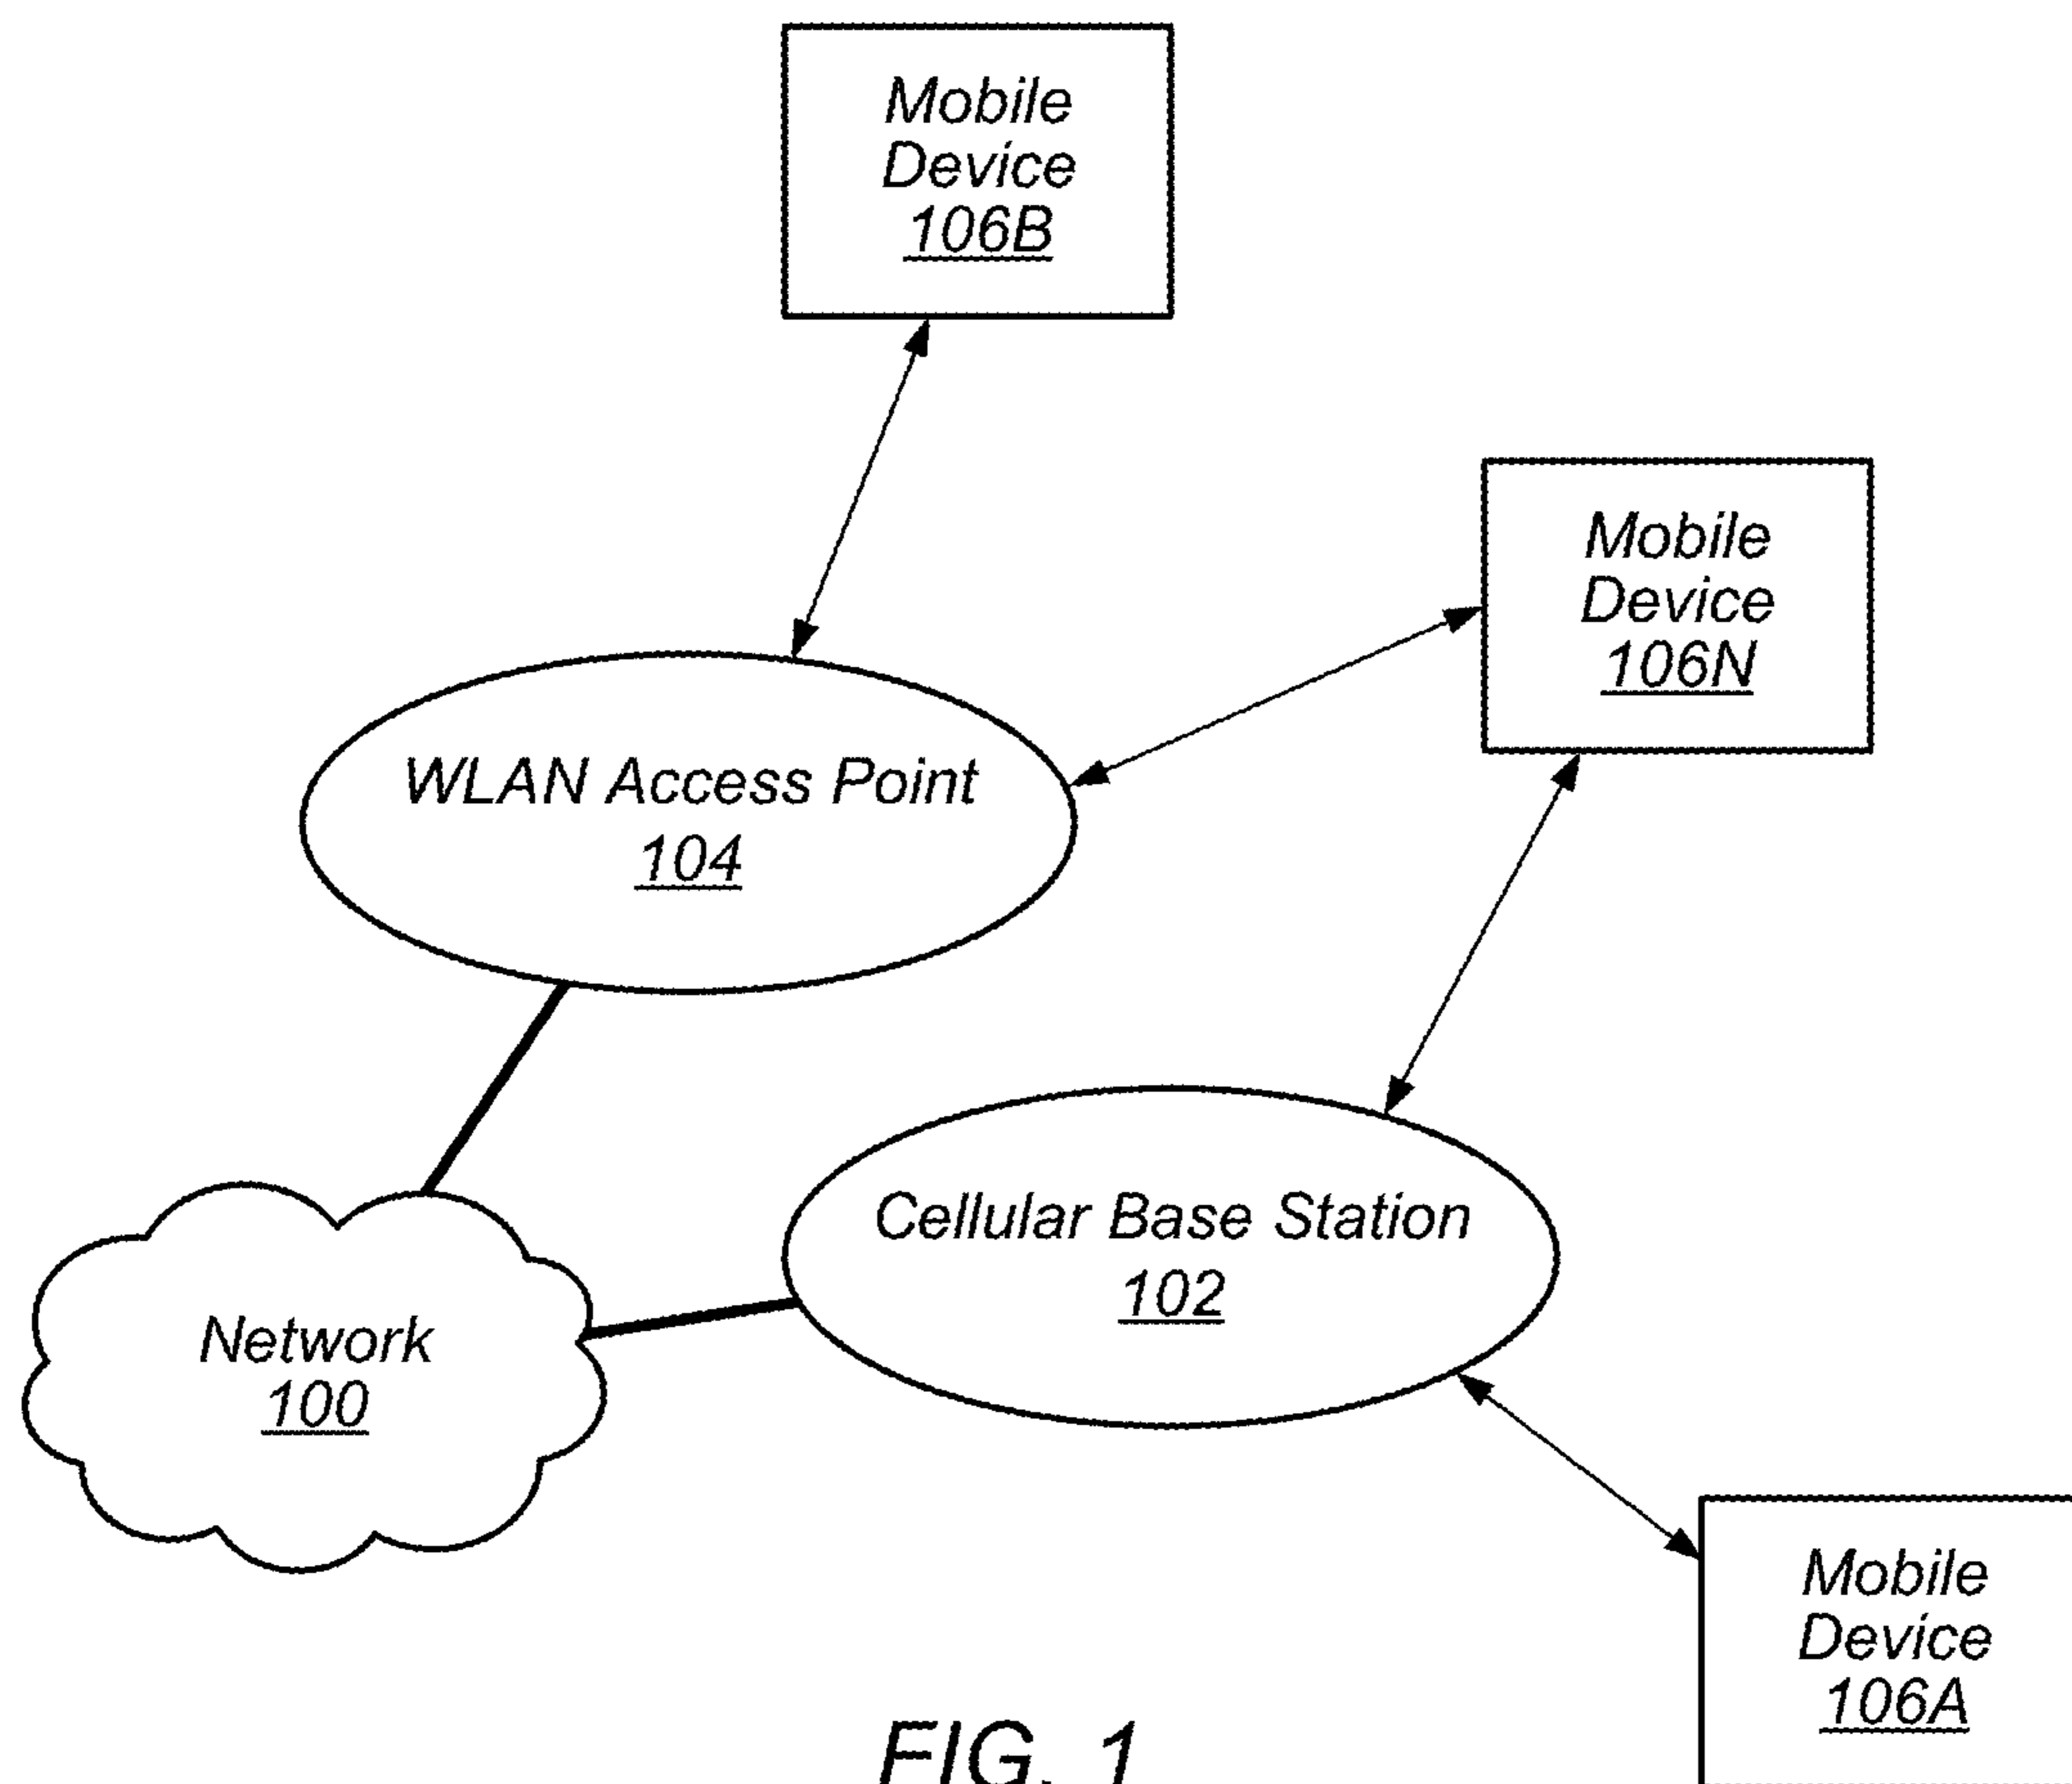 Mobile
Device
106B
Mobile
Device
106N
WLAN Access Point
104
Cellular Base Station
102
Network
100
Mobile
Device
106A
FIG. 1